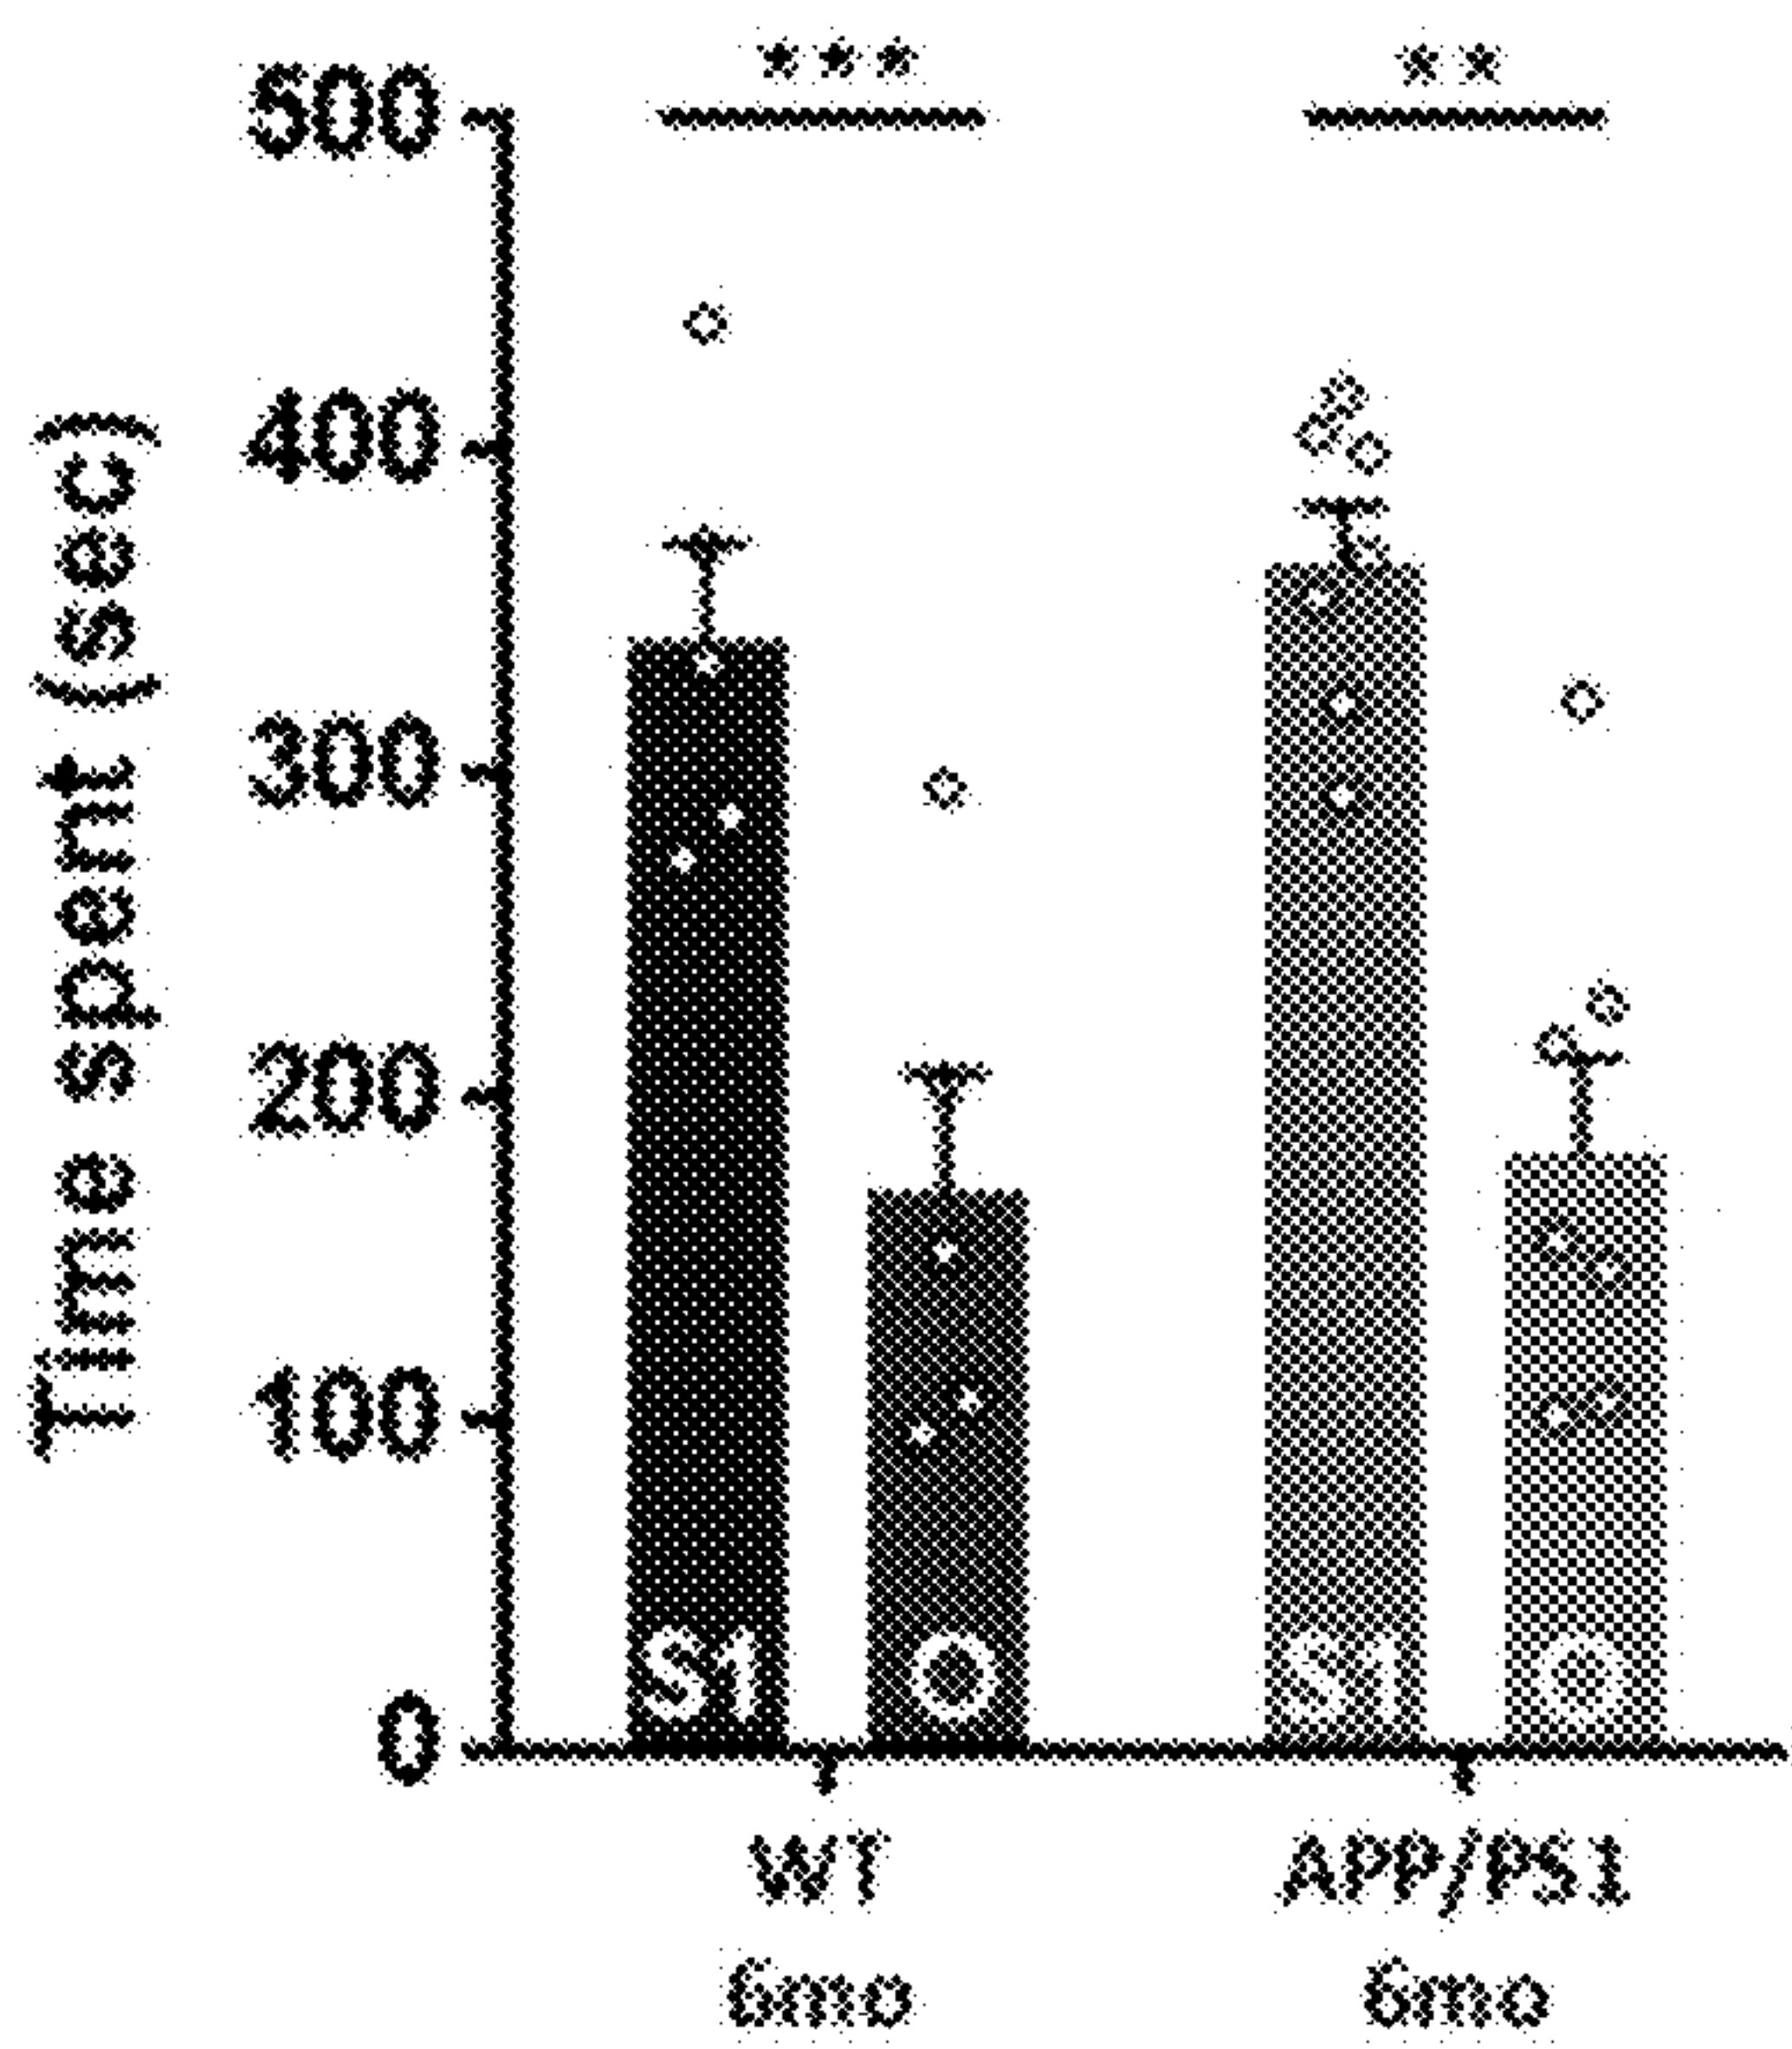 *** **
Time spent (sec)
500
400
300
200
100
0
S1 O S1 O
WT APP/PS1
6mo 6mo